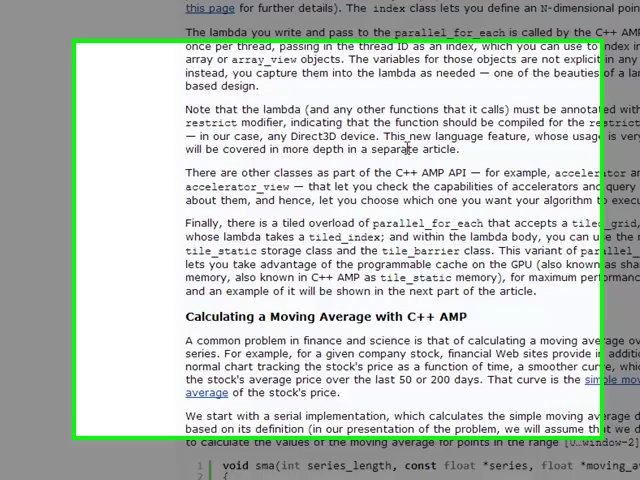 this page for further details). The index class lets you define an N-dimensional poin
The lambda you write and pass to the parallel_for_each is called by the C++ AMP
once per thread, passing in the thread ID as an index, which you can use to index in
array or array_view objects. The variables for those objects are not explicit in any
instead, you capture them into the lambda as needed — one of the beauties of a la
based design.
Note that the lambda (and any other functions that it calls) must be annotated with
restrict modifier, indicating that the function should be compiled for the restrict
— in our case, any Direct3D device. This new language feature, whose usage is very
will be covered in more depth in a separate article.
There are other classes as part of the C++ AMP API — for example, accelerator an
accelerator_view — that let you check the capabilities of accelerators and query
about them, and hence, let you choose which one you want your algorithm to execu
Finally, there is a tiled overload of parallel_for_each that accepts a tiled_grid,
whose lambda takes a tiled_index; and within the lambda body, you can use the n
tile_static storage class and the tile_barrier class. This variant of parallel_
lets you take advantage of the programmable cache on the GPU (also known as sha
memory, also known in C++ AMP as tile_static memory), for maximum performanc
and an example of it will be shown in the next part of the article.
Calculating a Moving Average with C++ AMP
A common problem in finance and science is that of calculating a moving average ov
series. For example, for a given company stock, financial Web sites provide in additio
normal chart tracking the stock's price as a function of time, a smoother curve, whic
the stock's average price over the last 50 or 200 days. That curve is the simple mov
average of the stock's price.
We start with a serial implementation, which calculates the simple moving average d
based on its definition (in our presentation of the problem, we will assume that we d
to calculate the values of the moving average for points in the range [0…window-2]
1 void sma(int series_length, const float *series, float *moving_av
2 {